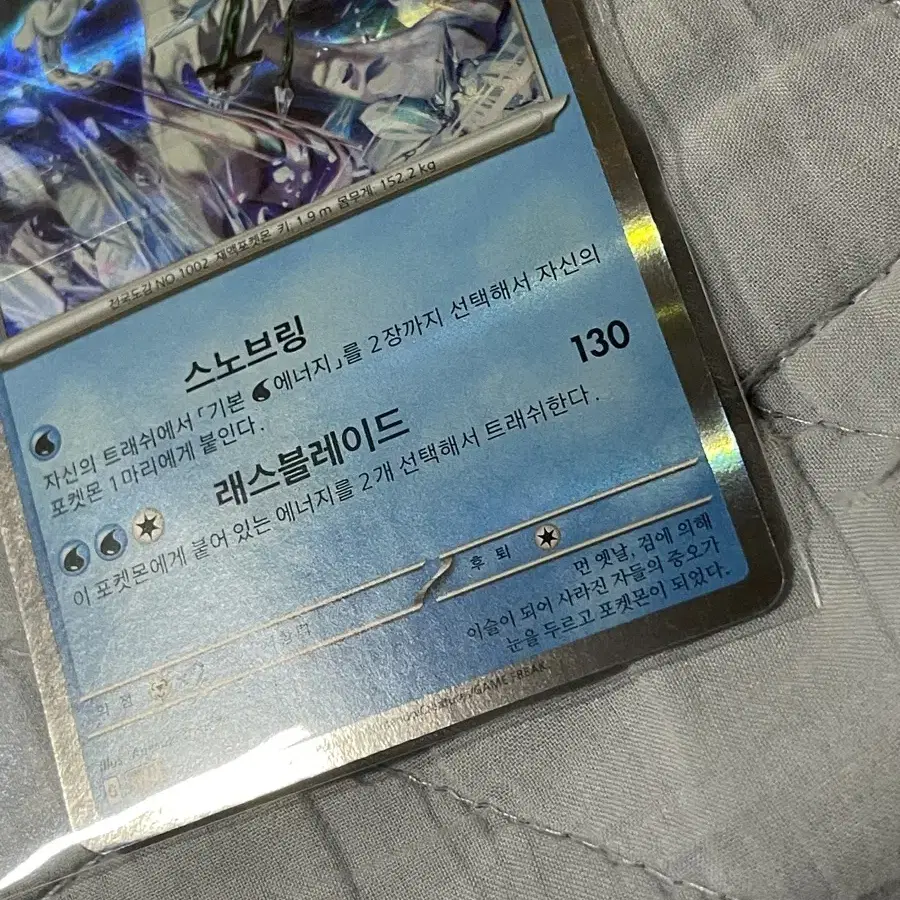 전국도감 NO.1002 재액포켓몬 키: 1.9 m 몸무게: 152.2 kg
스노브링
자신의 트래쉬에서 「기본 에너지」를 2장까지 선택해서 자신의
포켓몬 1마리에게 붙인다.
래스블레이드 130
이 포켓몬에게 붙어 있는 에너지를 2개 선택해서 트래쉬한다.
약점 ×2
후퇴
먼 옛날, 검에 의해
이슬이 되어 사라진 자들의 증오가
눈을 두르고 포켓몬이 되었다.
Illus.
GAME FREAK